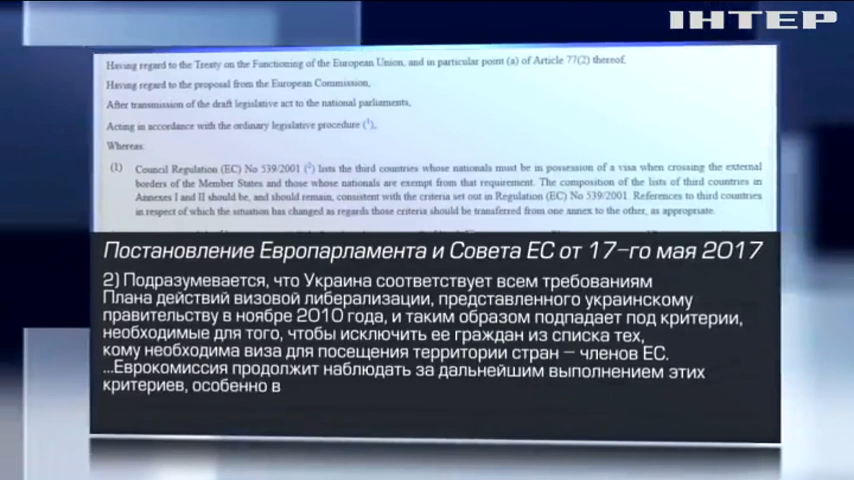 ІНТЕР
Having regard to the Treaty on the Functioning of the European Union, and in particular point (a) of Article 77(2) thereof,
Having regard to the proposal from the European Commission,
After transmission of the draft legislative act to the national parliaments,
Acting in accordance with the ordinary legislative procedure (¹),
Whereas:
(1) Council Regulation (EC) No 539/2001 (²) lists the third countries whose nationals must be in possession of a visa when crossing the external
borders of the Member States and those whose nationals are exempt from that requirement. The composition of the lists of third countries in
Annexes I and II should be, and should remain, consistent with the criteria set out in Regulation (EC) No 539/2001. References to third countries
in respect of which the situation has changed as regards those criteria should be transferred from one annex to the other, as appropriate.
Постановление Европарламента и Совета ЕС от 17-го мая 2017
2) Подразумевается, что Украина соответствует всем требованиям
Плана действий визовой либерализации, представленного украинскому
правительству в ноябре 2010 года, и таким образом подпадает под критерии,
необходимые для того, чтобы исключить ее граждан из списка тех,
кому необходима виза для посещения территории стран – членов ЕС.
...Еврокомиссия продолжит наблюдать за дальнейшим выполнением этих
критериев, особенно в